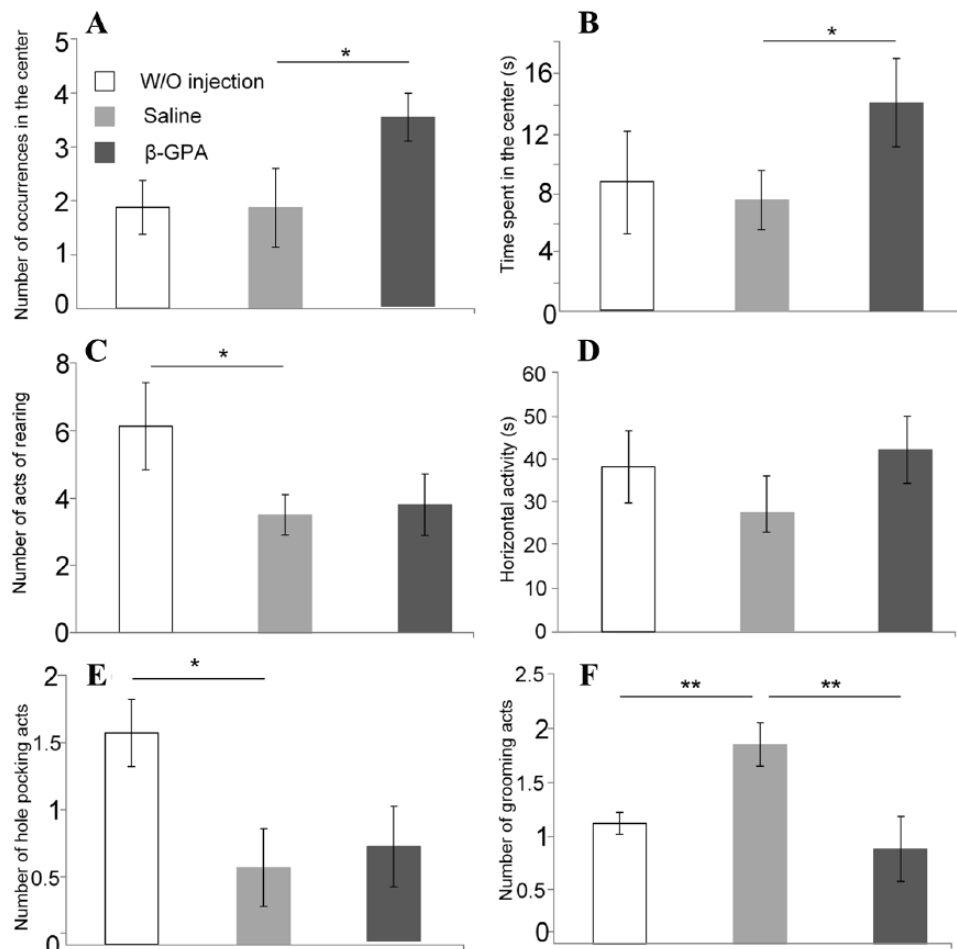 A
Number of occurrences in the center
5
4
3
2
1
0
W/O injection
Saline
β-GPA
*
B
Time spent in the center (s)
16
12
8
4
0
*
C
Number of acts of rearing
8
6
4
2
0
*
D
Horizontal activity (s)
60
50
40
30
20
10
0
E
Number of hole pocking acts
2
1.5
1
0.5
0
*
F
Number of grooming acts
2.5
2
1.5
1
0.5
0
**
**